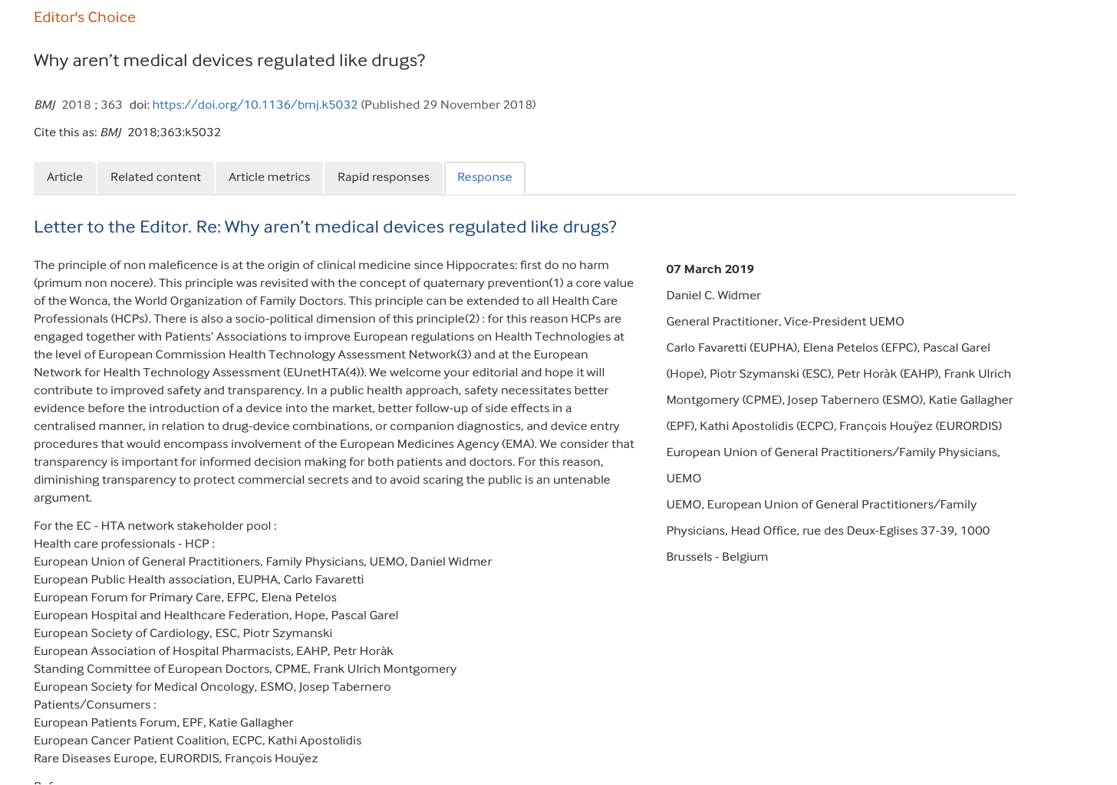 Editor's Choice
Why aren’t medical devices regulated like drugs?
BMJ 2018 ; 363 doi: https://doi.org/10.1136/bmj.k5032 (Published 29 November 2018)
Cite this as: BMJ 2018;363:k5032
Article Related content Article metrics Rapid responses Response
Letter to the Editor. Re: Why aren’t medical devices regulated like drugs?
The principle of non maleficence is at the origin of clinical medicine since Hippocrates: first do no harm
(primum non nocere). This principle was revisited with the concept of quaternary prevention(1) a core value
of the Wonca, the World Organization of Family Doctors. This principle can be extended to all Health Care
Professionals (HCPs). There is also a socio-political dimension of this principle(2) : for this reason HCPs are
engaged together with Patients’ Associations to improve European regulations on Health Technologies at
the level of European Commission Health Technology Assessment Network(3) and at the European
Network for Health Technology Assessment (EUnetHTA(4)). We welcome your editorial and hope it will
contribute to improved safety and transparency. In a public health approach, safety necessitates better
evidence before the introduction of a device into the market, better follow-up of side effects in a
centralised manner, in relation to drug-device combinations, or companion diagnostics, and device entry
procedures that would encompass involvement of the European Medicines Agency (EMA). We consider that
transparency is important for informed decision making for both patients and doctors. For this reason,
diminishing transparency to protect commercial secrets and to avoid scaring the public is an untenable
argument.
For the EC - HTA network stakeholder pool :
Health care professionals - HCP :
European Union of General Practitioners, Family Physicians, UEMO, Daniel Widmer
European Public Health association, EUPHA, Carlo Favaretti
European Forum for Primary Care, EFPC, Elena Petelos
European Hospital and Healthcare Federation, Hope, Pascal Garel
European Society of Cardiology, ESC, Piotr Szymanski
European Association of Hospital Pharmacists, EAHP, Petr Horàk
Standing Committee of European Doctors, CPME, Frank Ulrich Montgomery
European Society for Medical Oncology, ESMO, Josep Tabernero
Patients/Consumers :
European Patients Forum, EPF, Katie Gallagher
European Cancer Patient Coalition, ECPC, Kathi Apostolidis
Rare Diseases Europe, EURORDIS, François Houÿez
07 March 2019
Daniel C. Widmer
General Practitioner, Vice-President UEMO
Carlo Favaretti (EUPHA), Elena Petelos (EFPC), Pascal Garel
(Hope), Piotr Szymanski (ESC), Petr Horàk (EAHP), Frank Ulrich
Montgomery (CPME), Josep Tabernero (ESMO), Katie Gallagher
(EPF), Kathi Apostolidis (ECPC), François Houÿez (EURORDIS)
European Union of General Practitioners/Family Physicians,
UEMO
UEMO, European Union of General Practitioners/Family
Physicians, Head Office, rue des Deux-Eglises 37-39, 1000
Brussels - Belgium